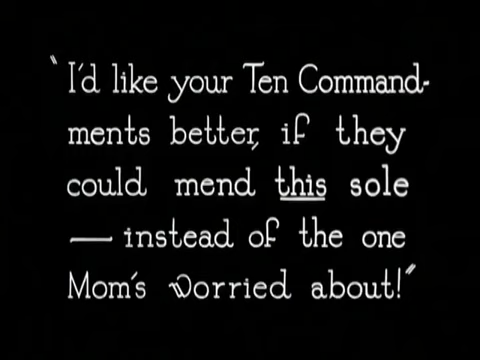 "I'd like your Ten Command-
ments better, if they
could mend this sole
— instead of the one
Mom's worried about!"